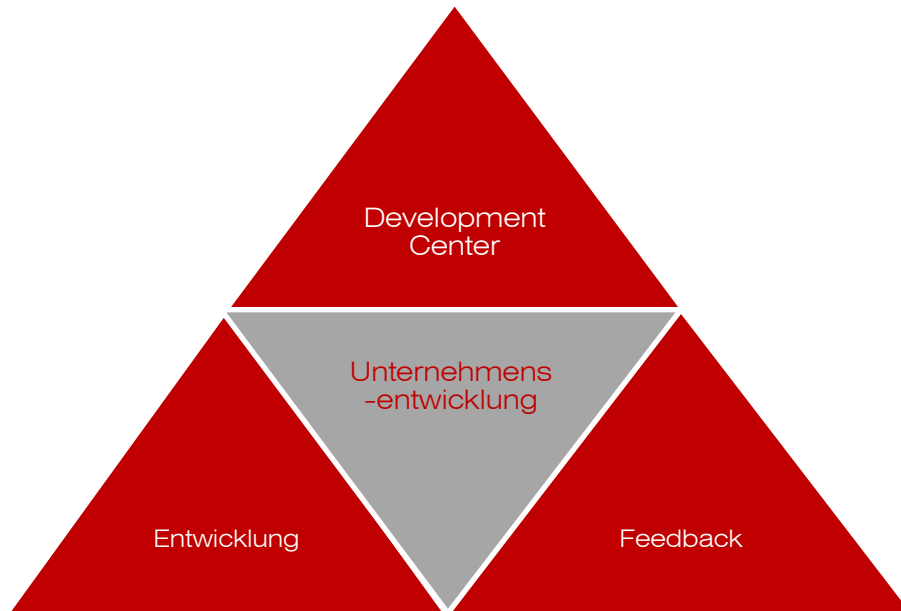 Development
Center
Unternehmens
-entwicklung
Entwicklung
Feedback